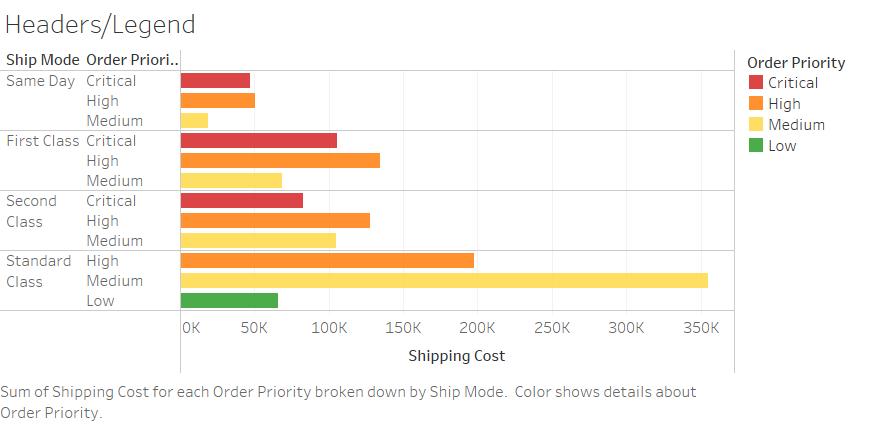 Headers/Legend
Ship Mode Order Priori..
Same Day Critical
High
Medium
First Class Critical
High
Medium
Second Critical
Class High
Medium
Standard High
Class Medium
Low
0K 50K 100K 150K 200K 250K 300K 350K
Shipping Cost
Order Priority
Critical
High
Medium
Low
Sum of Shipping Cost for each Order Priority broken down by Ship Mode. Color shows details about
Order Priority.